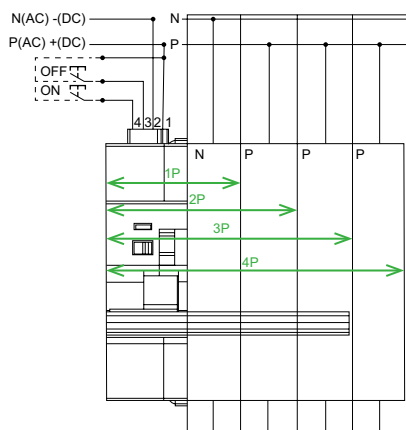 N(AC) -(DC) N
P(AC) +(DC) P
OFF
ON
4 3 2 1
N P P P
1P
2P
3P
4P